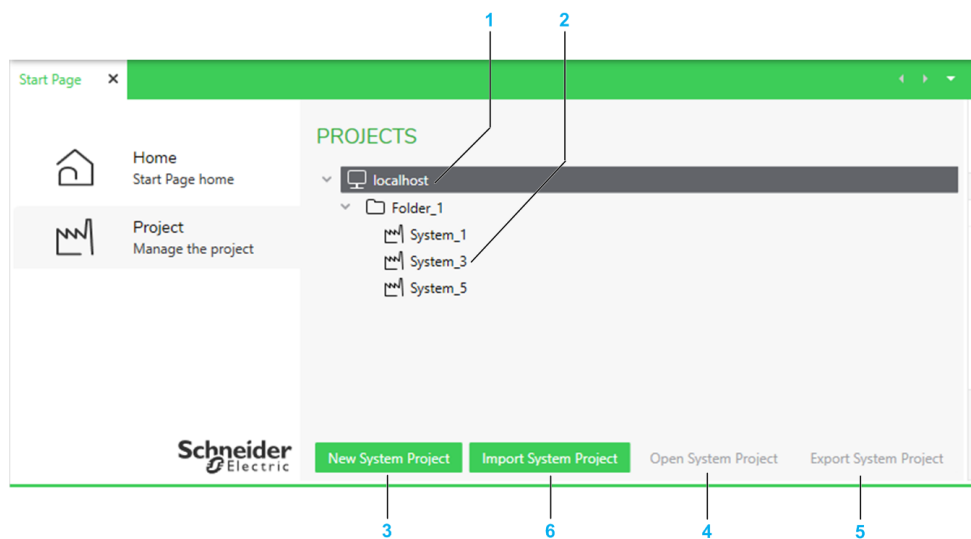 1 2
Start Page
Home
Start Page home
Project
Manage the project
PROJECTS
localhost
Folder_1
System_1
System_3
System_5
Schneider
Electric
New System Project Import System Project Open System Project Export System Project
3 6 4 5